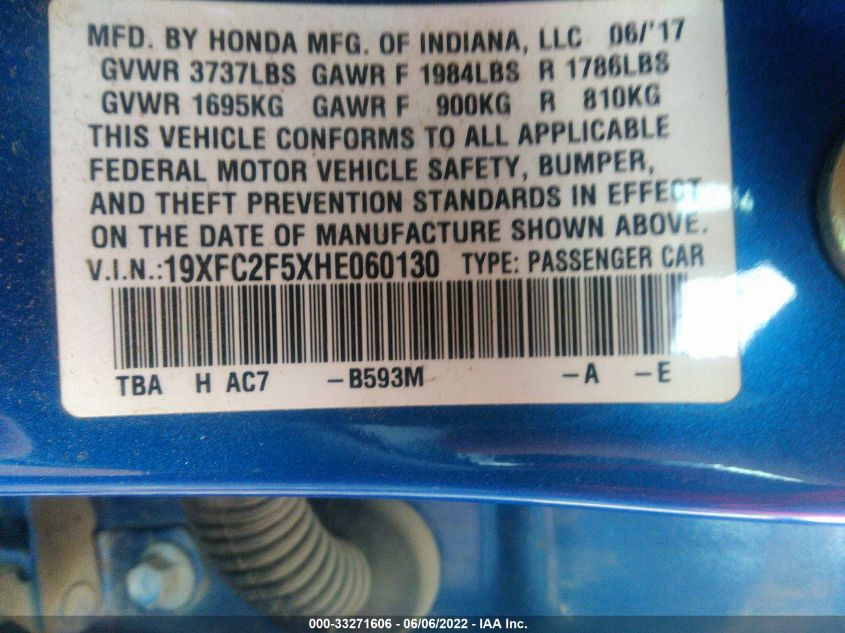 MFD. BY HONDA MFG. OF INDIANA, LLC 06/'17
GVWR 3737LBS GAWR F 1984LBS R 1786LBS
GVWR 1695KG GAWR F 900KG R 810KG
THIS VEHICLE CONFORMS TO ALL APPLICABLE
FEDERAL MOTOR VEHICLE SAFETY, BUMPER,
AND THEFT PREVENTION STANDARDS IN EFFECT
ON THE DATE OF MANUFACTURE SHOWN ABOVE.
V.I.N.:19XFC2F5XHE060130 TYPE: PASSENGER CAR
TBA H AC7 -B593M -A -E
000-33271606 - 06/06/2022 - IAA Inc.